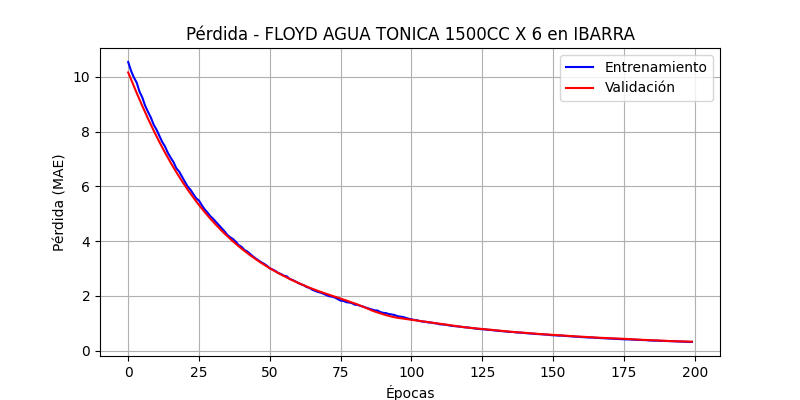 Pérdida - FLOYD AGUA TONICA 1500CC X 6 en IBARRA
Entrenamiento
Validación
Pérdida (MAE)
10
8
6
4
2
0
0 25 50 75 100 125 150 175 200
Épocas